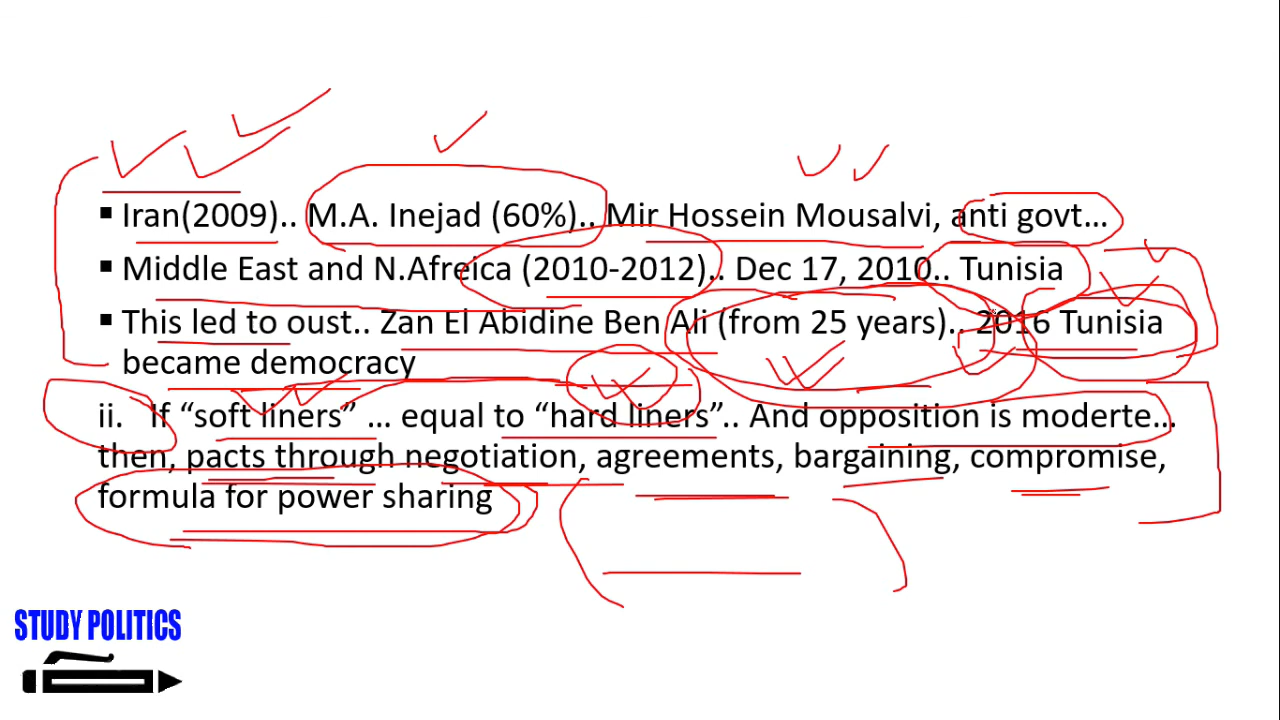 ▪ Iran(2009).. M.A. Inejad (60%).. Mir Hossein Mousalvi, anti govt...
▪ Middle East and N.Afreica (2010-2012).. Dec 17, 2010.. Tunisia
▪ This led to oust.. Zan El Abidine Ben Ali (from 25 years).. 2016 Tunisia
became democracy
ii. If “soft liners” ... equal to “hard liners”.. And opposition is moderte...
then, pacts through negotiation, agreements, bargaining, compromise,
formula for power sharing
STUDY POLITICS